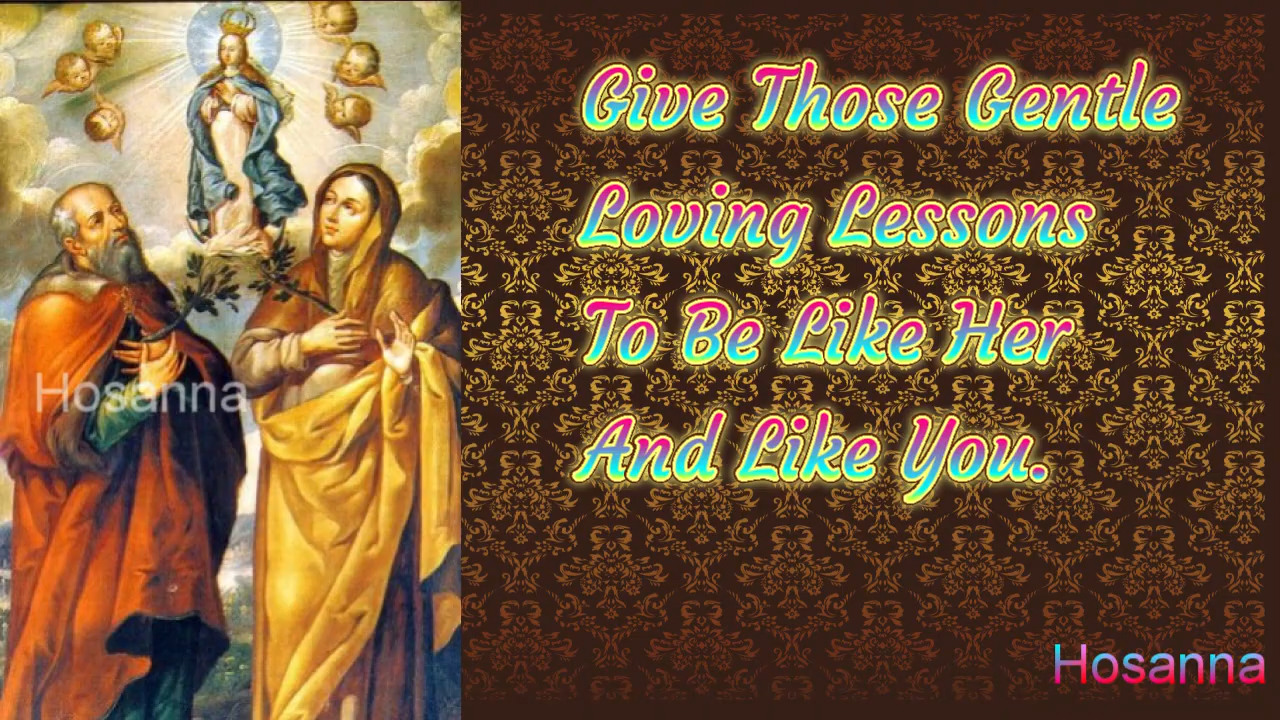 Give Those Gentle
Loving Lessons
To Be Like Her
And Like You.
Hosanna
Hosanna